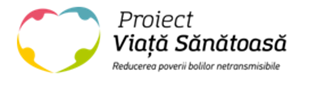 Proiect
Viață Sănătoasă
Reducerea poverii bolilor netransmisibile